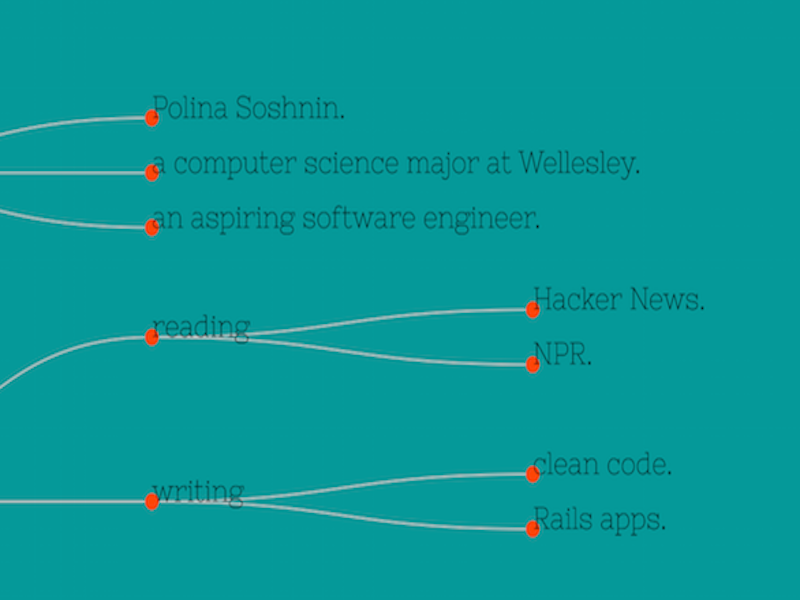 Polina Soshnin.
a computer science major at Wellesley.
an aspiring software engineer.
reading
Hacker News.
NPR.
writing
clean code.
Rails apps.